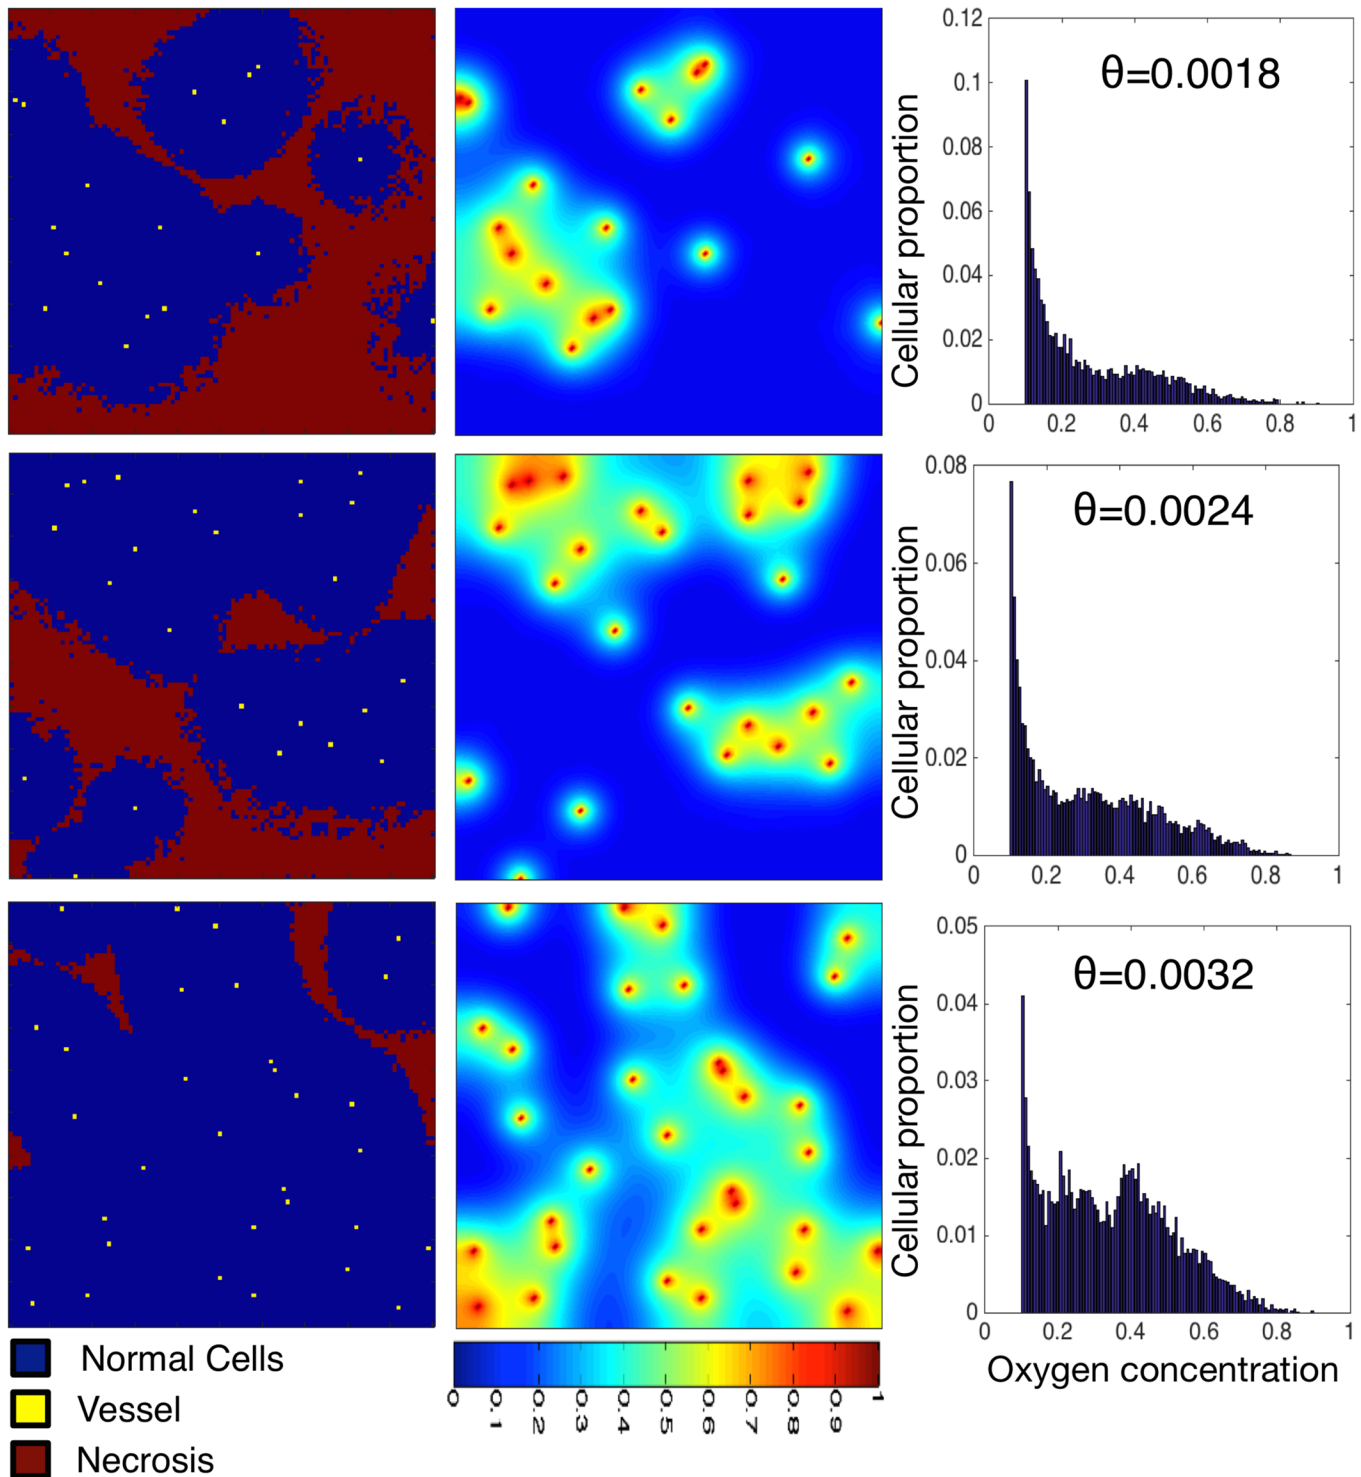 0.12
0.1
0.08
0.06
0.04
0.02
0
θ=0.0018
Cellular proportion
0 0.2 0.4 0.6 0.8 1
0.08
0.06
0.04
0.02
0
θ=0.0024
Cellular proportion
0 0.2 0.4 0.6 0.8 1
0.05
0.04
0.03
0.02
0.01
0
θ=0.0032
Cellular proportion
0 0.2 0.4 0.6 0.8 1
Oxygen concentration
Normal Cells
Vessel
Necrosis
0 0.1 0.2 0.3 0.4 0.5 0.6 0.7 0.8 0.9 1